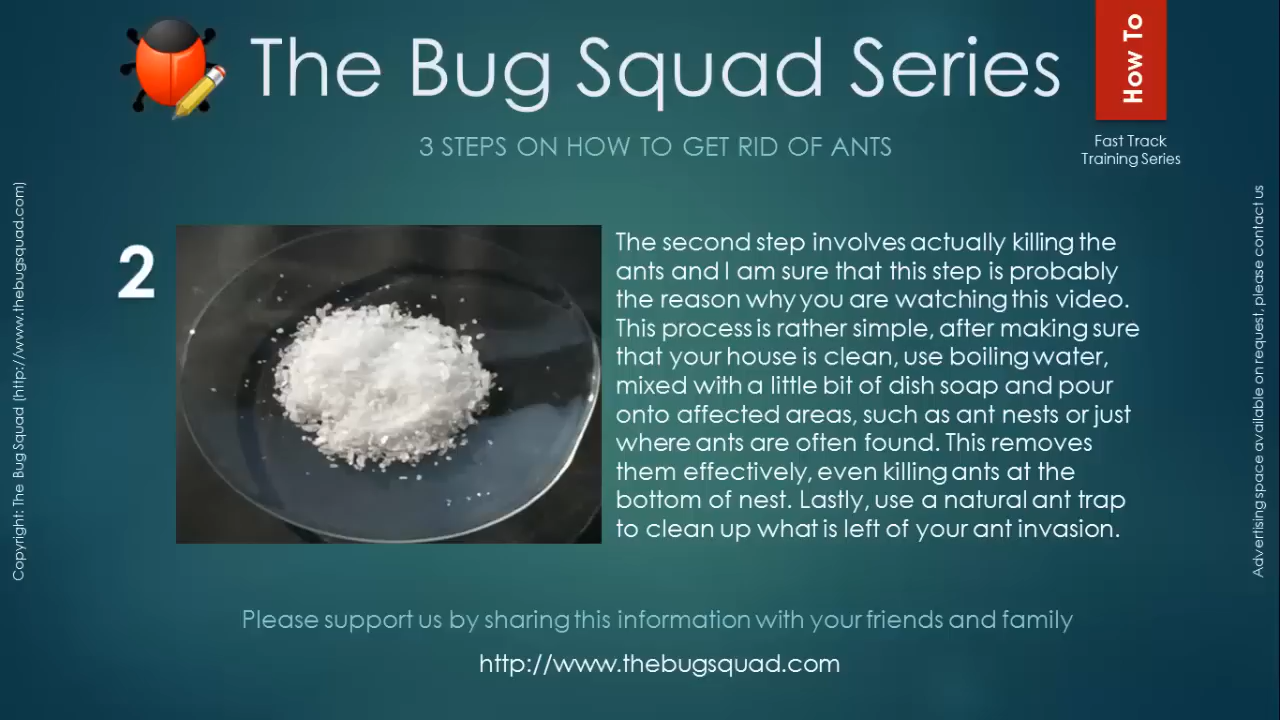 The Bug Squad Series
How To
3 STEPS ON HOW TO GET RID OF ANTS
Fast Track
Training Series
Copyright: The Bug Squad (http://www.thebugsquad.com)
2
The second step involves actually killing the
ants and I am sure that this step is probably
the reason why you are watching this video.
This process is rather simple, after making sure
that your house is clean, use boiling water,
mixed with a little bit of dish soap and pour
onto affected areas, such as ant nests or just
where ants are often found. This removes
them effectively, even killing ants at the
bottom of nest. Lastly, use a natural ant trap
to clean up what is left of your ant invasion.
Advertising space available on request, please contact us
Please support us by sharing this information with your friends and family
http://www.thebugsquad.com